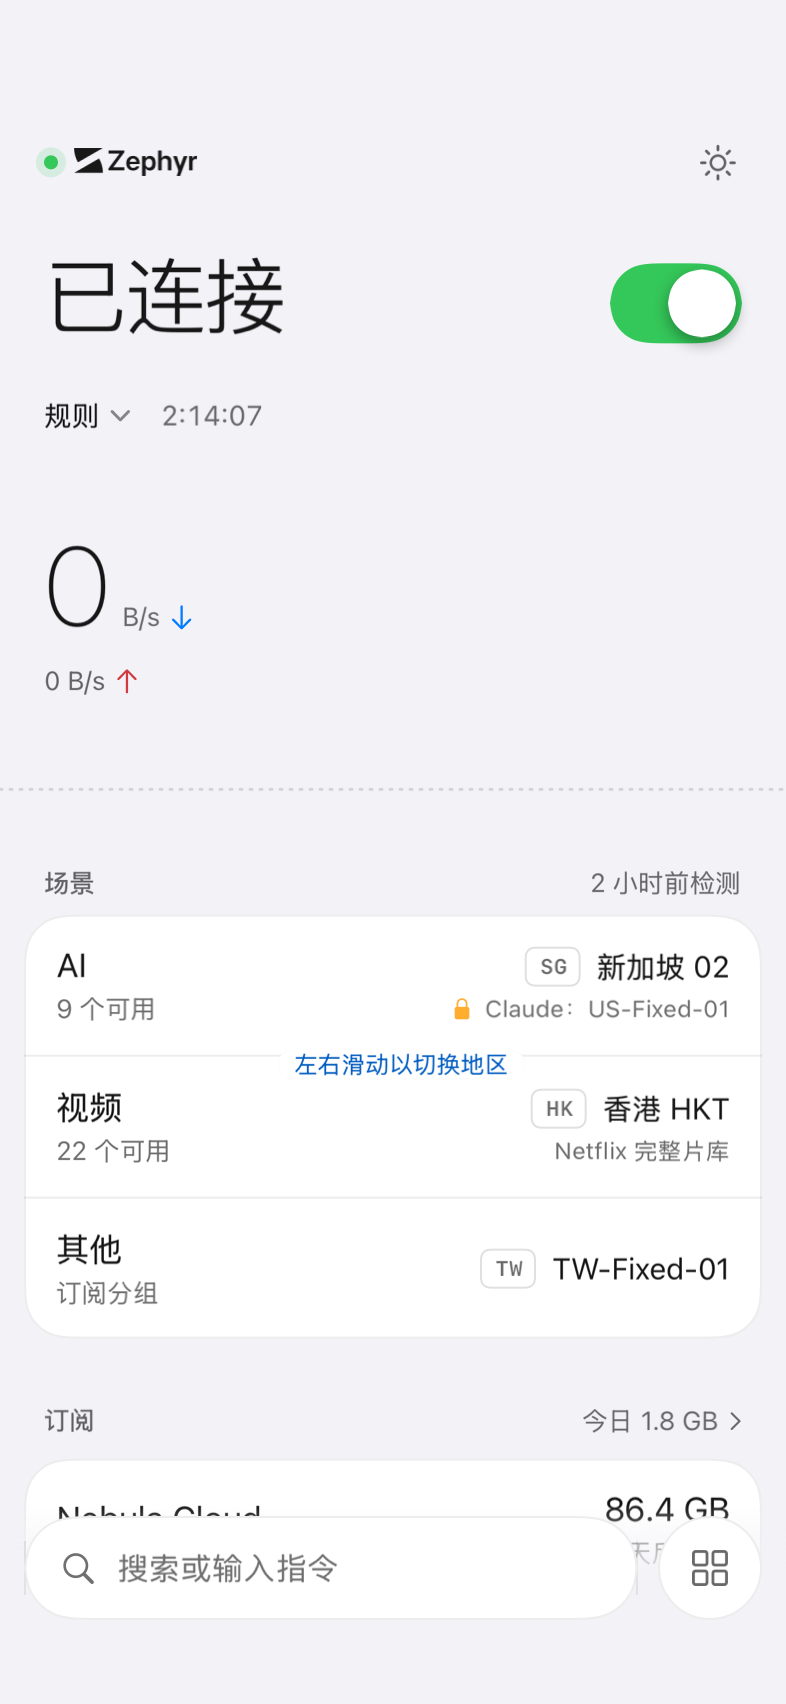 Zephyr
已连接
规则 2:14:07
0 B/s
0 B/s
场景 2 小时前检测
AI SG 新加坡 02
9 个可用 Claude: US-Fixed-01
左右滑动以切换地区
视频 HK 香港 HKT
22 个可用 Netflix 完整片库
其他 TW TW-Fixed-01
订阅分组
订阅 今日 1.8 GB
Nebula Cloud 86.4 GB
搜索或输入指令